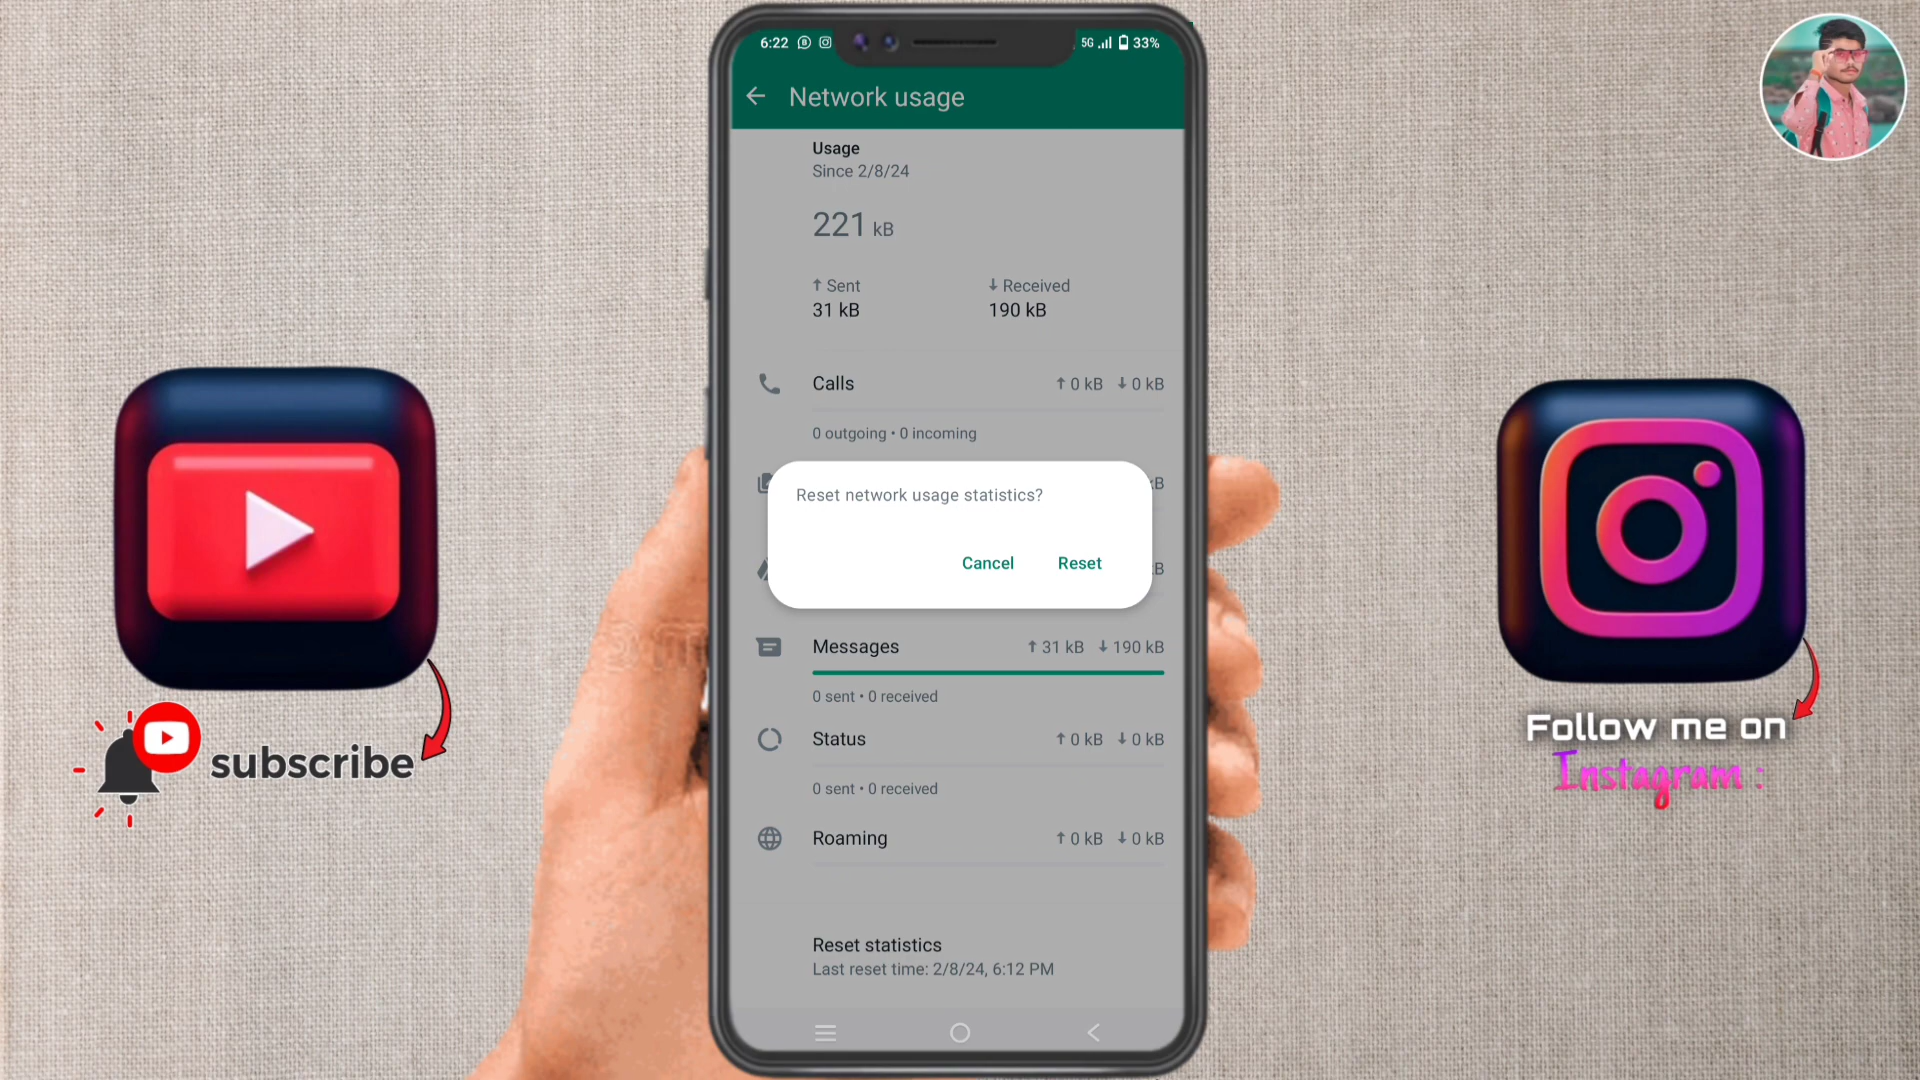 6:22
5G 33%
Network usage
Usage
Since 2/8/24
221 kB
↑ Sent ↓ Received
31 kB 190 kB
Calls ↑ 0 kB ↓ 0 kB
0 outgoing • 0 incoming
kB
Reset network usage statistics?
Cancel Reset
kB
Messages ↑ 31 kB ↓ 190 kB
0 sent • 0 received
Status ↑ 0 kB ↓ 0 kB
0 sent • 0 received
Roaming ↑ 0 kB ↓ 0 kB
Reset statistics
Last reset time: 2/8/24, 6:12 PM
subscribe
Follow me on
Instagram :